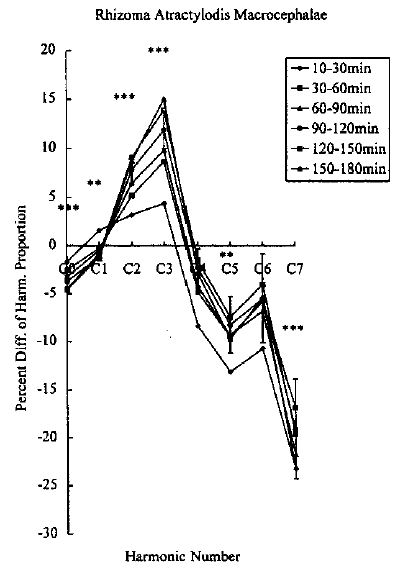 Rhizoma Atractylodis Macrocephalae
20
15
10
5
0
-5
-10
-15
-20
-25
-30
Percent Diff. of Harm. Proportion
***
**
***
***
**
***
C0 C1 C2 C3 C4 C5 C6 C7
10-30min
30-60min
60-90min
90-120min
120-150min
150-180min
Harmonic Number